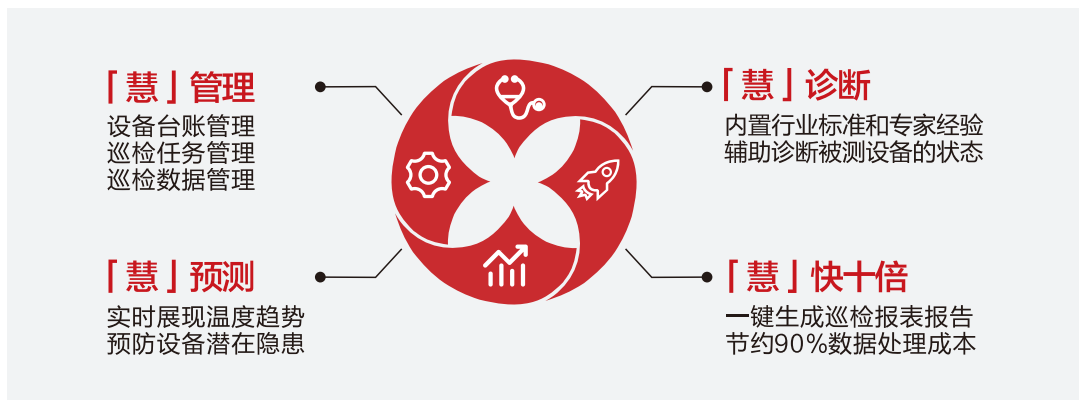 「慧」管理
设备台账管理
巡检任务管理
巡检数据管理
「慧」诊断
内置行业标准和专家经验
辅助诊断被测设备的状态
「慧」预测
实时展现温度趋势
预防设备潜在隐患
「慧」快十倍
一键生成巡检报表报告
节约90%数据处理成本